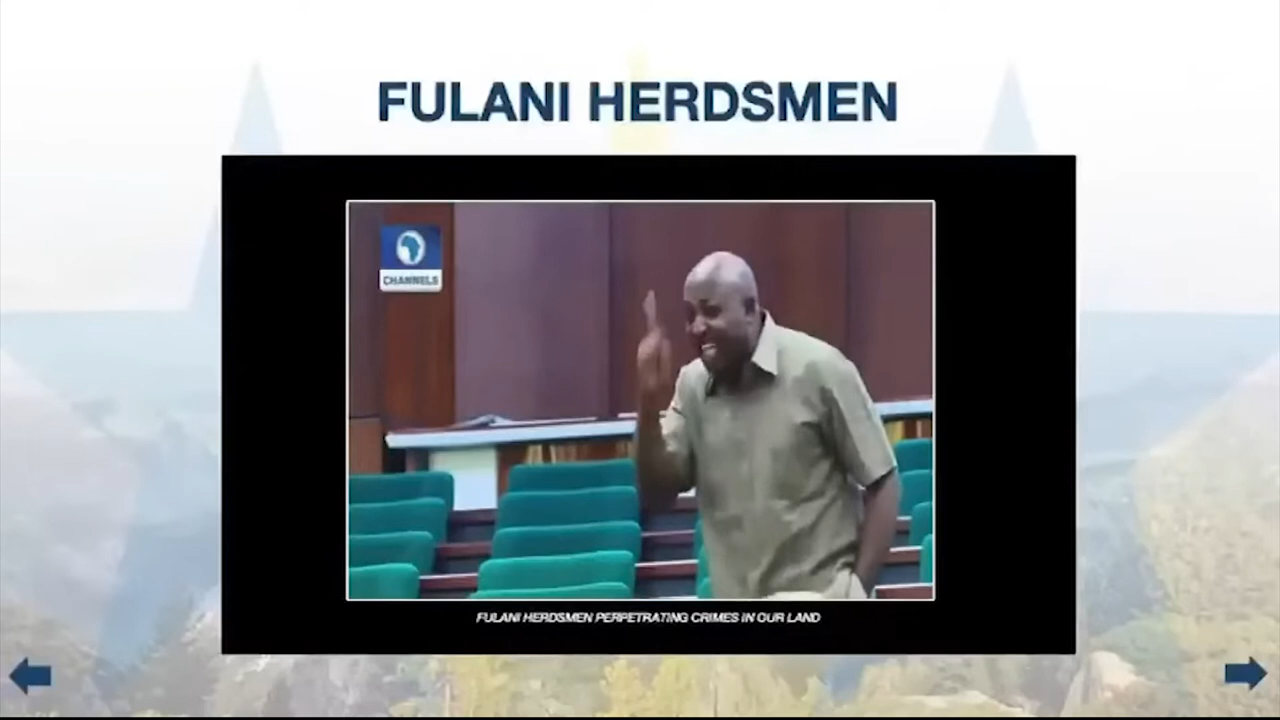 FULANI HERDSMEN
CHANNELS
FULANI HERDSMEN PERPETRATING CRIMES IN OUR LAND